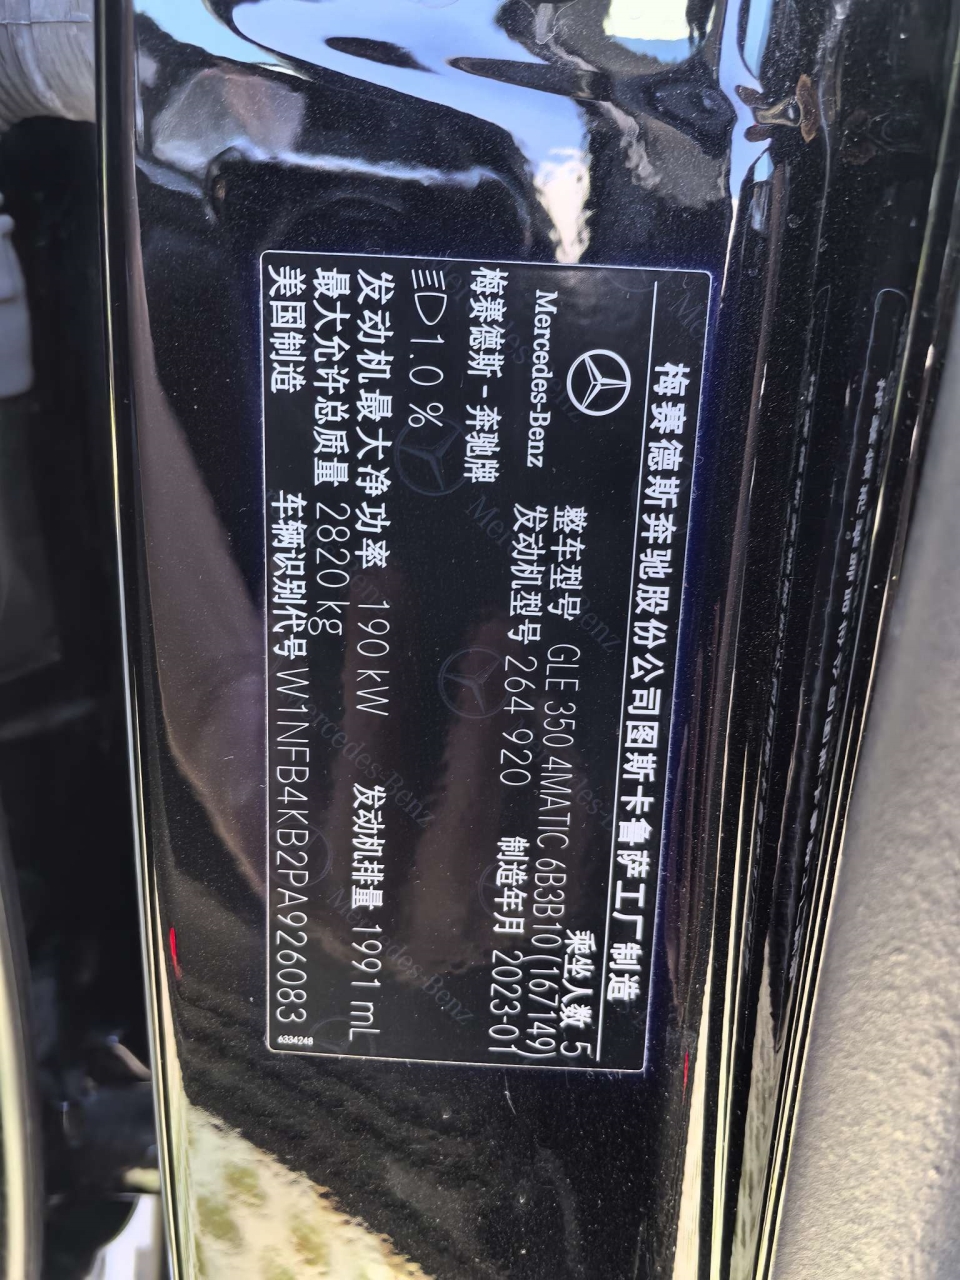 梅赛德斯奔驰股份公司图斯卡鲁萨工厂制造
乘坐人数 5
整车型号 GLE 350 4MATIC 6B3B10(167149)
Mercedes-Benz
发动机型号 264 920 制造年月 2023-01
梅赛德斯-奔驰牌
1.0 %
发动机最大净功率 190 kW 发动机排量 1991 mL
最大允许总质量 2820 kg
美国制造 车辆识别代号 W1NFB4KB2PA926083
6334248